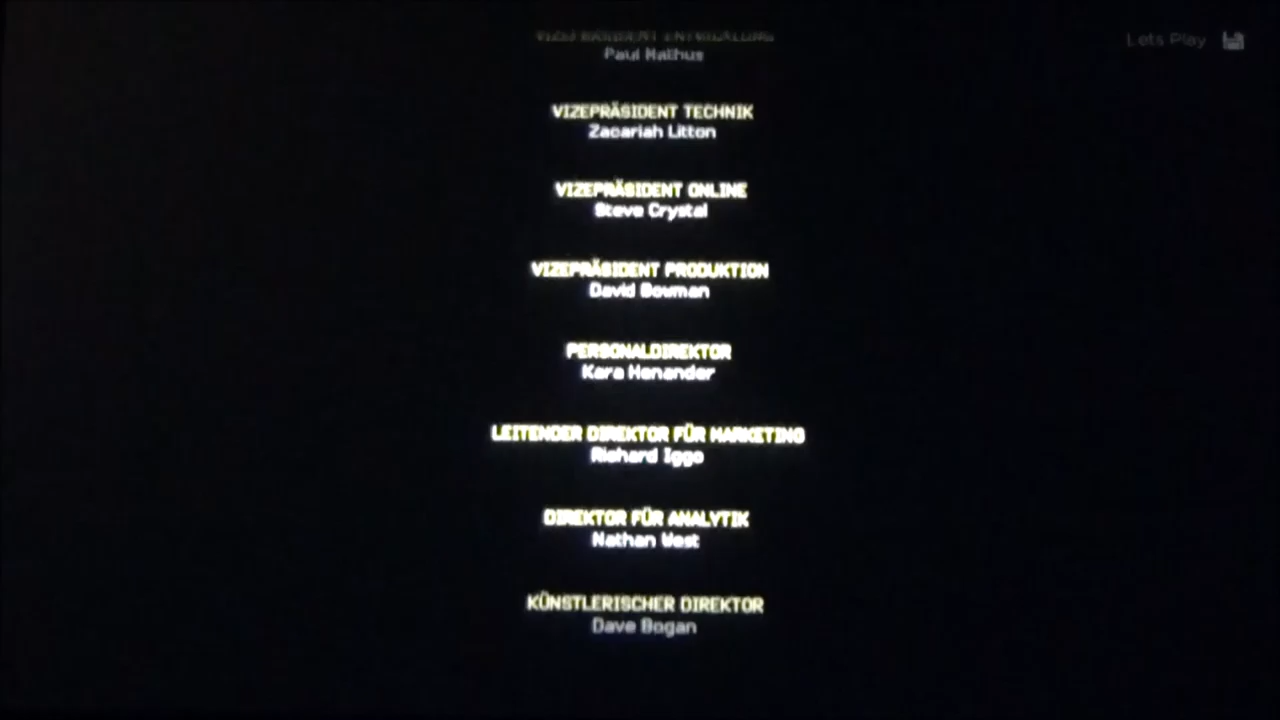 Lets Play
Paul
VIZEPRÄSIDENT TECHNIK
Zacariah Litton
VIZEPRÄSIDENT ONLINE
Steve Crystal
VIZEPRÄSIDENT PRODUKTION
David Bowman
PERSONALDIREKTOR
Kara Henander
LEITENDER DIREKTOR FÜR MARKETING
Richard Iggo
DIREKTOR FÜR ANALYTIK
Nathan West
KÜNSTLERISCHER DIREKTOR
Dave Bogan